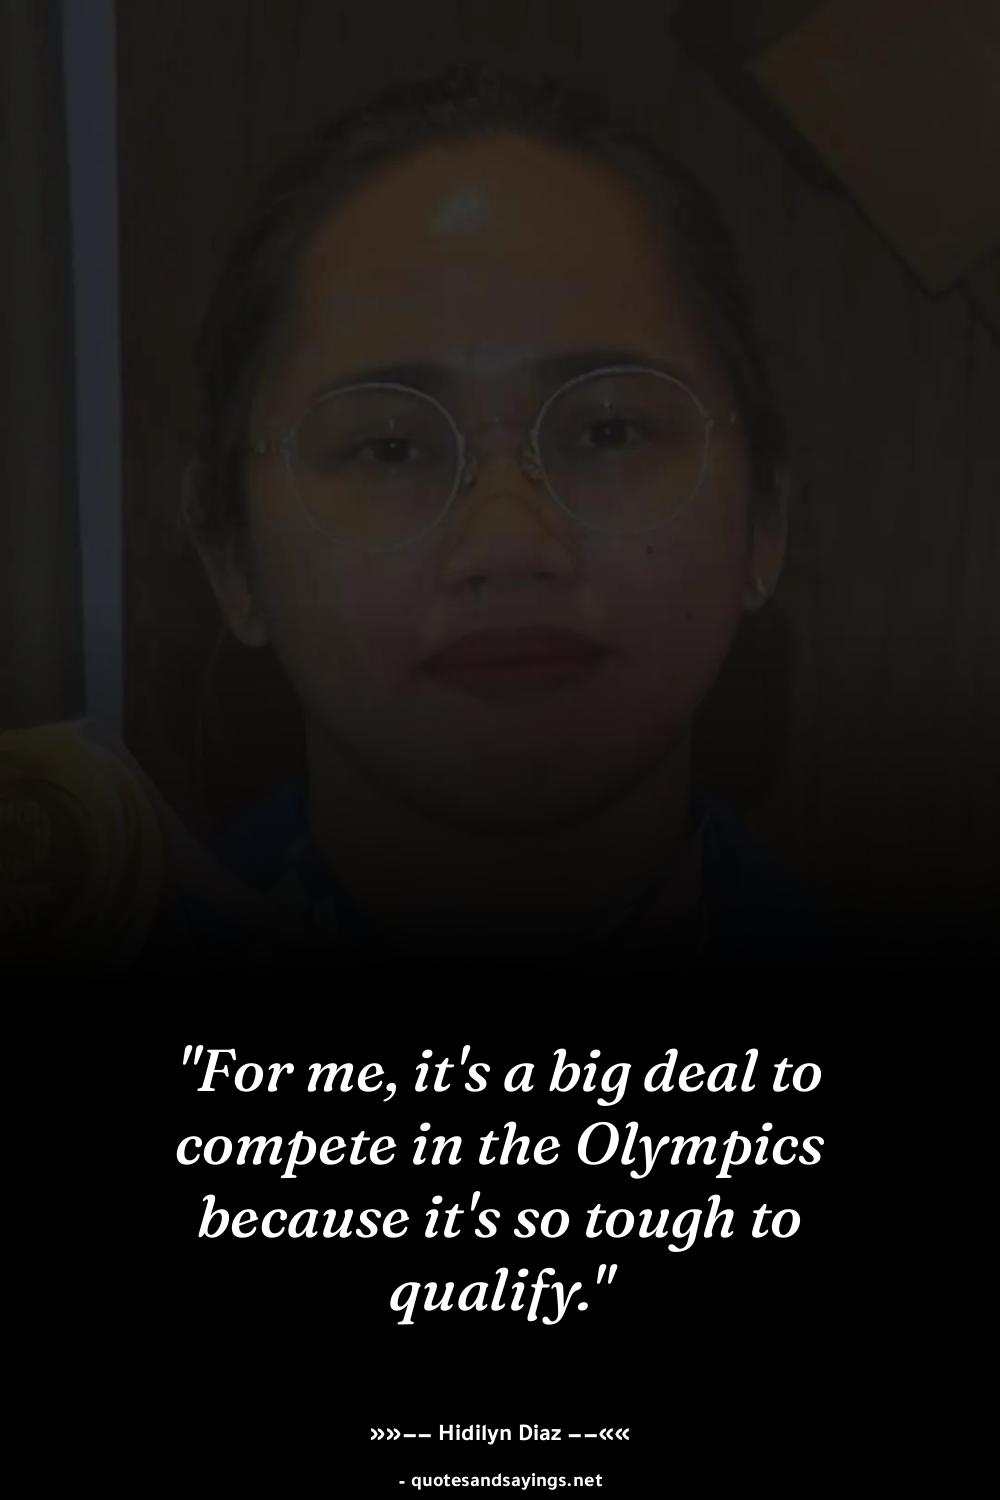 "For me, it's a big deal to
compete in the Olympics
because it's so tough to
qualify."
»»–– Hidilyn Diaz ––««
- quotesandsayings.net